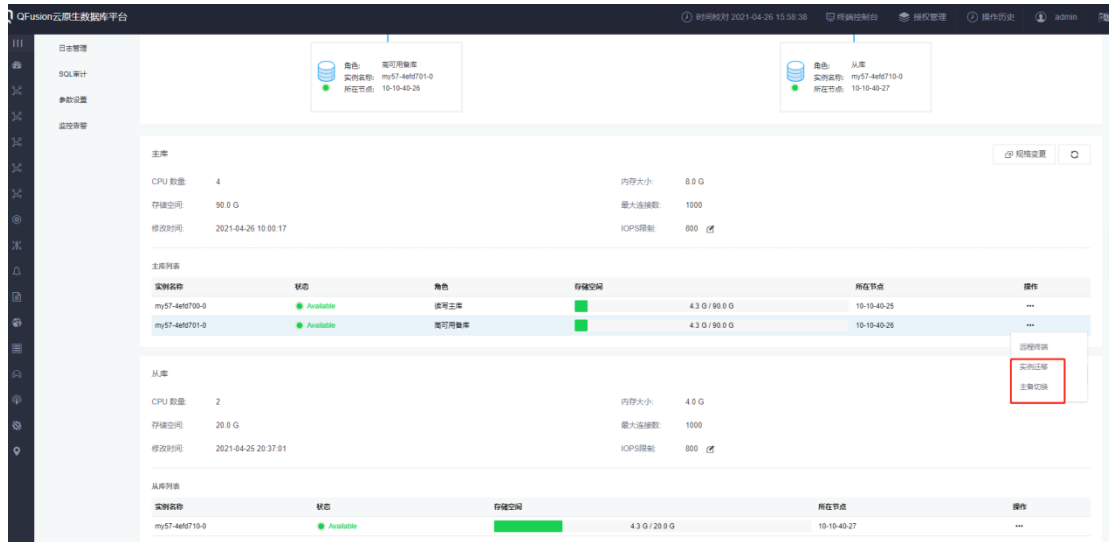 QFusion云原生数据库平台
时间校对 2021-04-26 15:58:38 终端控制台 授权管理 操作历史 admin
日志管理
SQL审计
参数设置
监控告警
角色: 高可用备库
实例名称: my57-4efd701-0
所在节点: 10-10-40-26
角色: 从库
实例名称: my57-4efd710-0
所在节点: 10-10-40-27
主库 规格变更
CPU 数量: 4 内存大小: 8.0 G
存储空间: 90.0 G 最大连接数: 1000
修改时间: 2021-04-26 10:00:17 IOPS限制: 800
主库列表
实例名称 状态 角色 存储空间 所在节点 操作
my57-4efd700-0 Available 读写主库 4.3 G / 90.0 G 10-10-40-25 •••
my57-4efd701-0 Available 高可用备库 4.3 G / 90.0 G 10-10-40-26 •••
远程终端
实例迁移
主备切换
从库
CPU 数量: 2 内存大小: 4.0 G
存储空间: 20.0 G 最大连接数: 1000
修改时间: 2021-04-25 20:37:01 IOPS限制: 800
从库列表
实例名称 状态 存储空间 所在节点 操作
my57-4efd710-0 Available 4.3 G / 20.0 G 10-10-40-27 •••